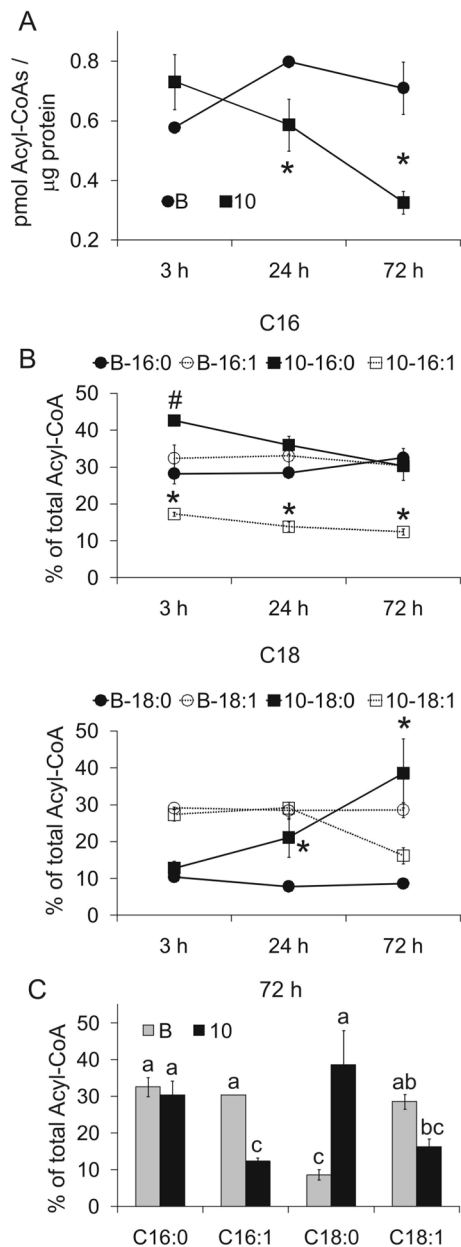 A
pmol Acyl-CoAs /
µg protein
0.8
0.6
0.4
0.2
*
*
B 10
3 h 24 h 72 h
C16
B
B-16:0 B-16:1 10-16:0 10-16:1
% of total Acyl-CoA
50
40
30
20
10
0
#
* * *
3 h 24 h 72 h
C18
B-18:0 B-18:1 10-18:0 10-18:1
% of total Acyl-CoA
50
40
30
20
10
0
*
*
3 h 24 h 72 h
C
72 h
% of total Acyl-CoA
50
40
30
20
10
0
B 10
a a a c c a ab bc
C16:0 C16:1 C18:0 C18:1